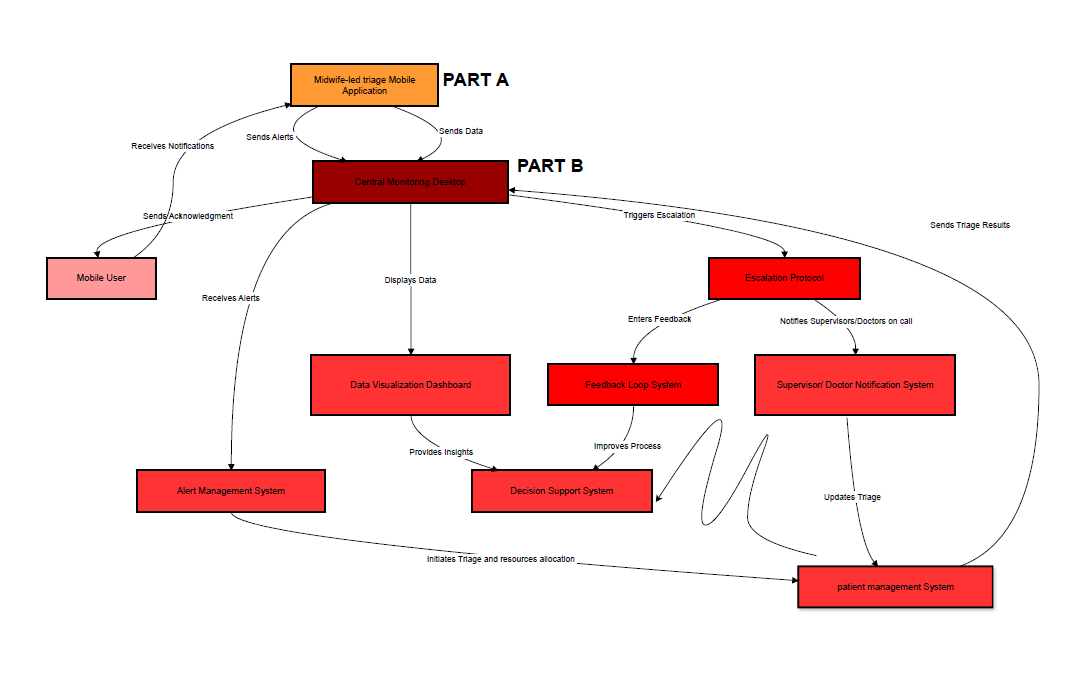 Midwife-led triage Mobile
Application
PART A
Sends Alerts
Sends Data
Receives Notifications
PART B
Central Monitoring Desktop
Sends Acknowledgment
Triggers Escalation
Sends Triage Results
Mobile User
Escalation Protocol
Displays Data
Receives Alerts
Enters Feedback
Notifies Supervisors/Doctors on call
Data Visualization Dashboard
Feedback Loop System
Supervisor/ Doctor Notification System
Provides Insights
Improves Process
Alert Management System
Decision Support System
Updates Triage
Initiates Triage and resources allocation
patient management System